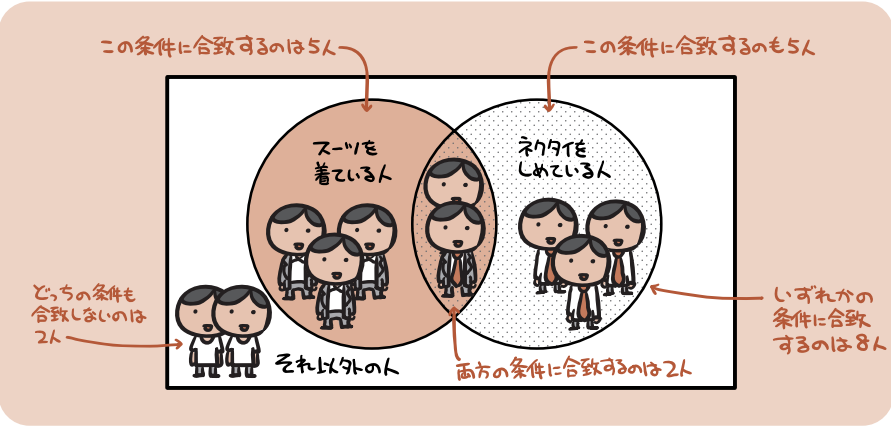 この条件に合致するのは5人
この条件に合致するのも5人
スーツを
着ている人
ネクタイを
しめている人
どっちの条件も
合致しないのは
2人
いずれかの
条件に合致
するのは8人
それ以外の人
両方の条件に合致するのは2人